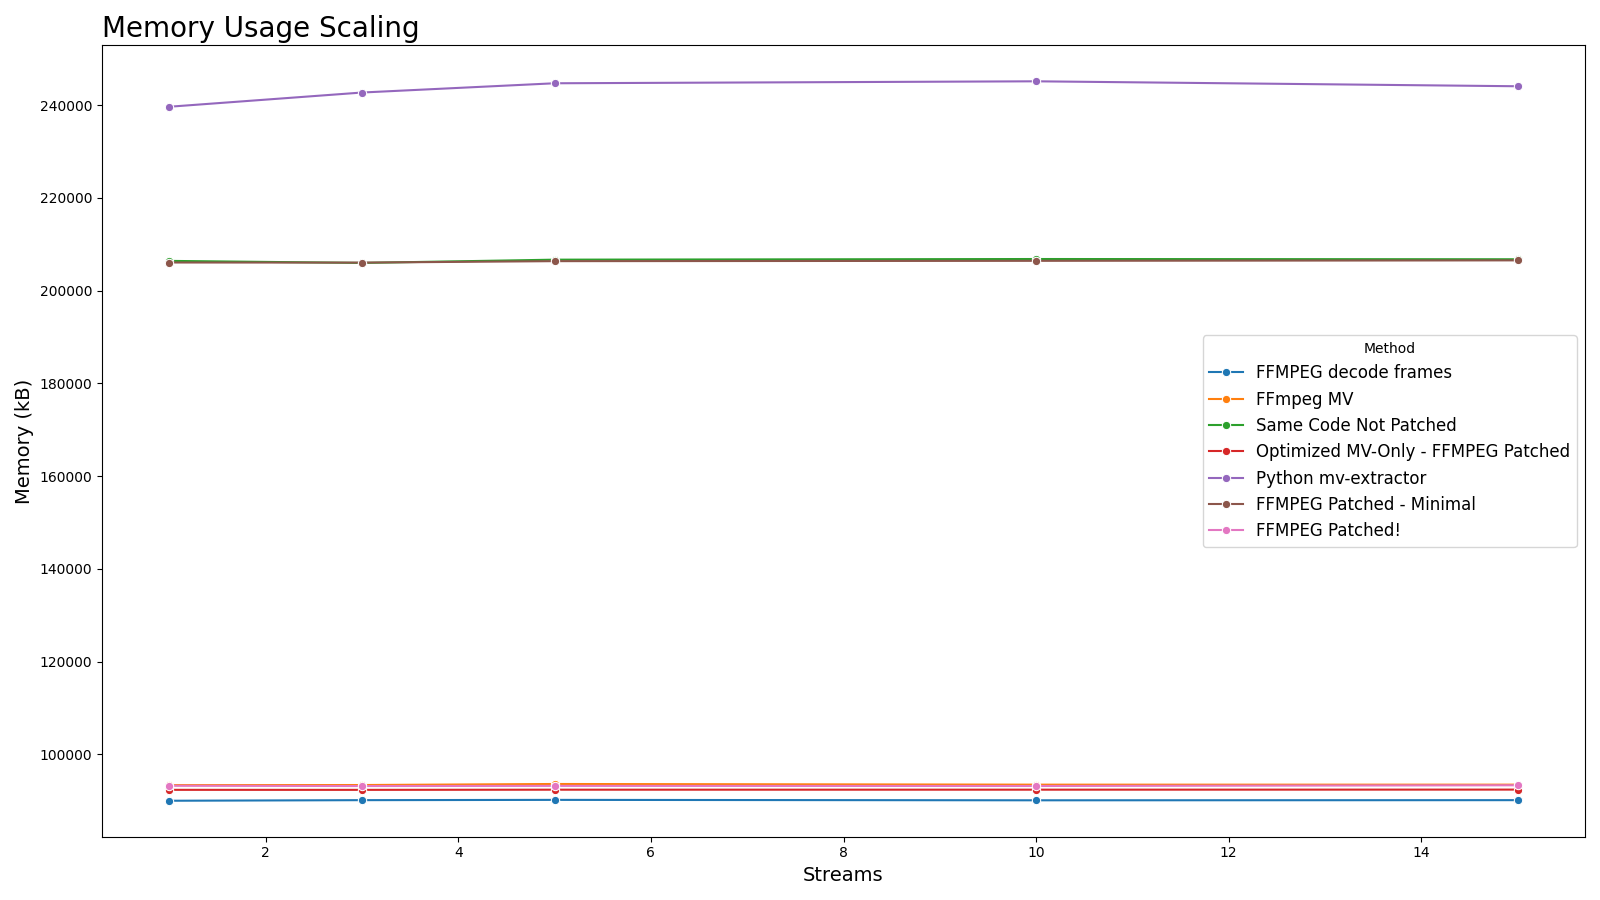 Memory Usage Scaling
240000
220000
200000
180000
160000
140000
120000
100000
Memory (kB)
Method
FFMPEG decode frames
FFmpeg MV
Same Code Not Patched
Optimized MV-Only - FFMPEG Patched
Python mv-extractor
FFMPEG Patched - Minimal
FFMPEG Patched!
2 4 6 8 10 12 14
Streams